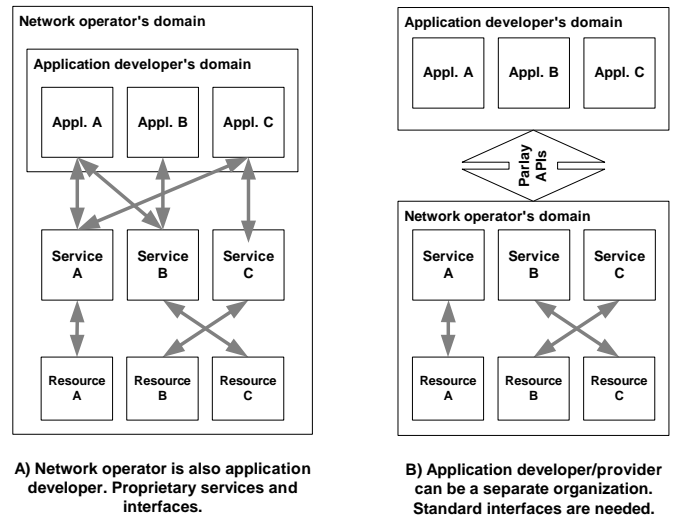 Network operator's domain
Application developer's domain
Appl. A
Appl. B
Appl. C
Service
A
Service
B
Service
C
Resource
A
Resource
B
Resource
C
A) Network operator is also application
developer. Proprietary services and
interfaces.
Application developer's domain
Appl. A
Appl. B
Appl. C
Parlay
APIs
Network operator's domain
Service
A
Service
B
Service
C
Resource
A
Resource
B
Resource
C
B) Application developer/provider
can be a separate organization.
Standard interfaces are needed.